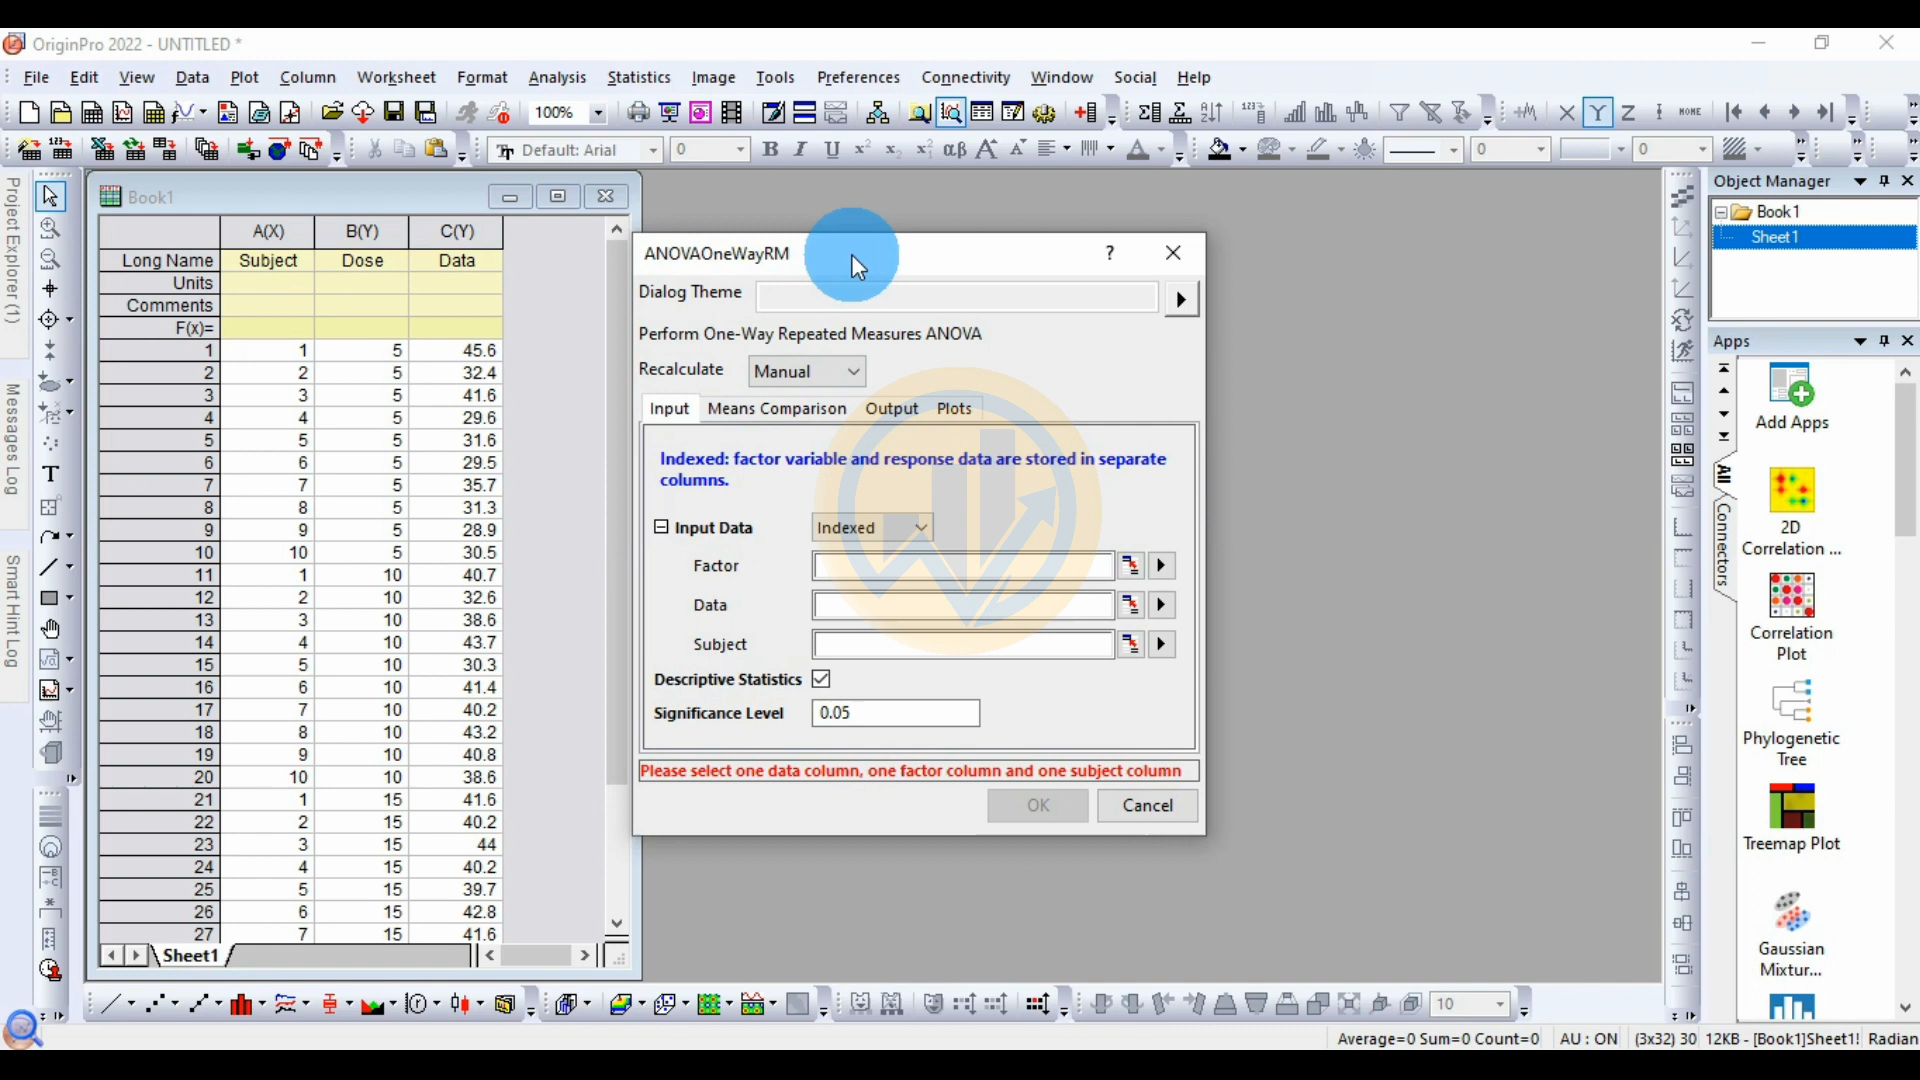 OriginPro 2022 - UNTITLED *
File Edit View Data Plot Column Worksheet Format Analysis Statistics Image Tools Preferences Connectivity Window Social Help
100%
Default: Arial 0 B I U αβ A 0 0
Project Explorer (1)
Messages Log
Smart Hint Log
Book1
A(X) B(Y) C(Y)
Long Name Subject Dose Data
Units
Comments
F(x)=
1 1 5 45.6
2 2 5 32.4
3 3 5 41.6
4 4 5 29.6
5 5 5 31.6
6 6 5 29.5
7 7 5 35.7
8 8 5 31.3
9 9 5 28.9
10 10 5 30.5
11 1 10 40.7
12 2 10 32.6
13 3 10 38.6
14 4 10 43.7
15 5 10 30.3
16 6 10 41.4
17 7 10 40.2
18 8 10 43.2
19 9 10 40.8
20 10 10 38.6
21 1 15 41.6
22 2 15 40.2
23 3 15 44
24 4 15 40.2
25 5 15 39.7
26 6 15 42.8
27 7 15 41.6
Sheet1
ANOVAOneWayRM ?
Dialog Theme
Perform One-Way Repeated Measures ANOVA
Recalculate Manual
Input Means Comparison Output Plots
Indexed: factor variable and response data are stored in separate
columns.
Input Data Indexed
Factor
Data
Subject
Descriptive Statistics
Significance Level 0.05
Please select one data column, one factor column and one subject column
OK Cancel
Object Manager
Book1
Sheet1
Apps
All
Connectors
Add Apps
2D
Correlation ...
Correlation
Plot
Phylogenetic
Tree
Treemap Plot
Gaussian
Mixtur...
10
Average=0 Sum=0 Count=0 AU : ON (3x32) 30 12KB - [Book1]Sheet1! Radian